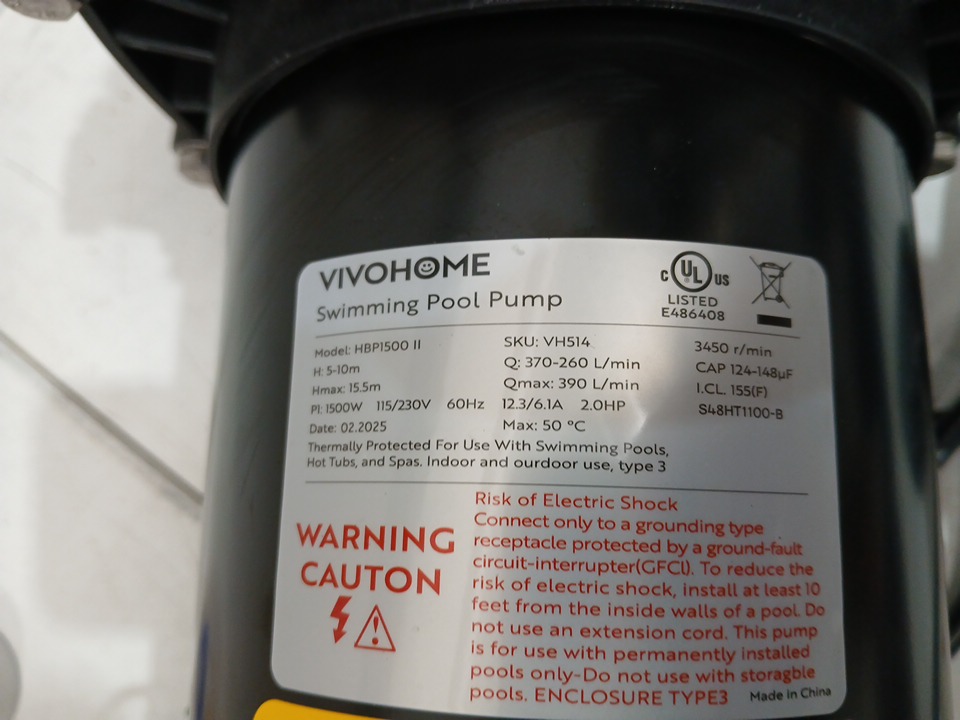 VIVOHOME
Swimming Pool Pump
C UL US
LISTED
E486408
Model: HBP1500 II SKU: VH514 3450 r/min
H: 5-10m Q: 370-260 L/min CAP 124-148µF
Hmax: 15.5m Qmax: 390 L/min I.CL. 155(F)
P1: 1500W 115/230V 60Hz 12.3/6.1A 2.0HP S48HT1100-B
Date: 02.2025 Max: 50 °C
Thermally Protected For Use With Swimming Pools,
Hot Tubs, and Spas. Indoor and ourdoor use, type 3
WARNING
CAUTON
Risk of Electric Shock
Connect only to a grounding type
receptacle protected by a ground-fault
circuit-interrupter(GFCI). To reduce the
risk of electric shock, install at least 10
feet from the inside walls of a pool. Do
not use an extension cord. This pump
is for use with permanently installed
pools only-Do not use with storagble
pools. ENCLOSURE TYPE3 Made in China